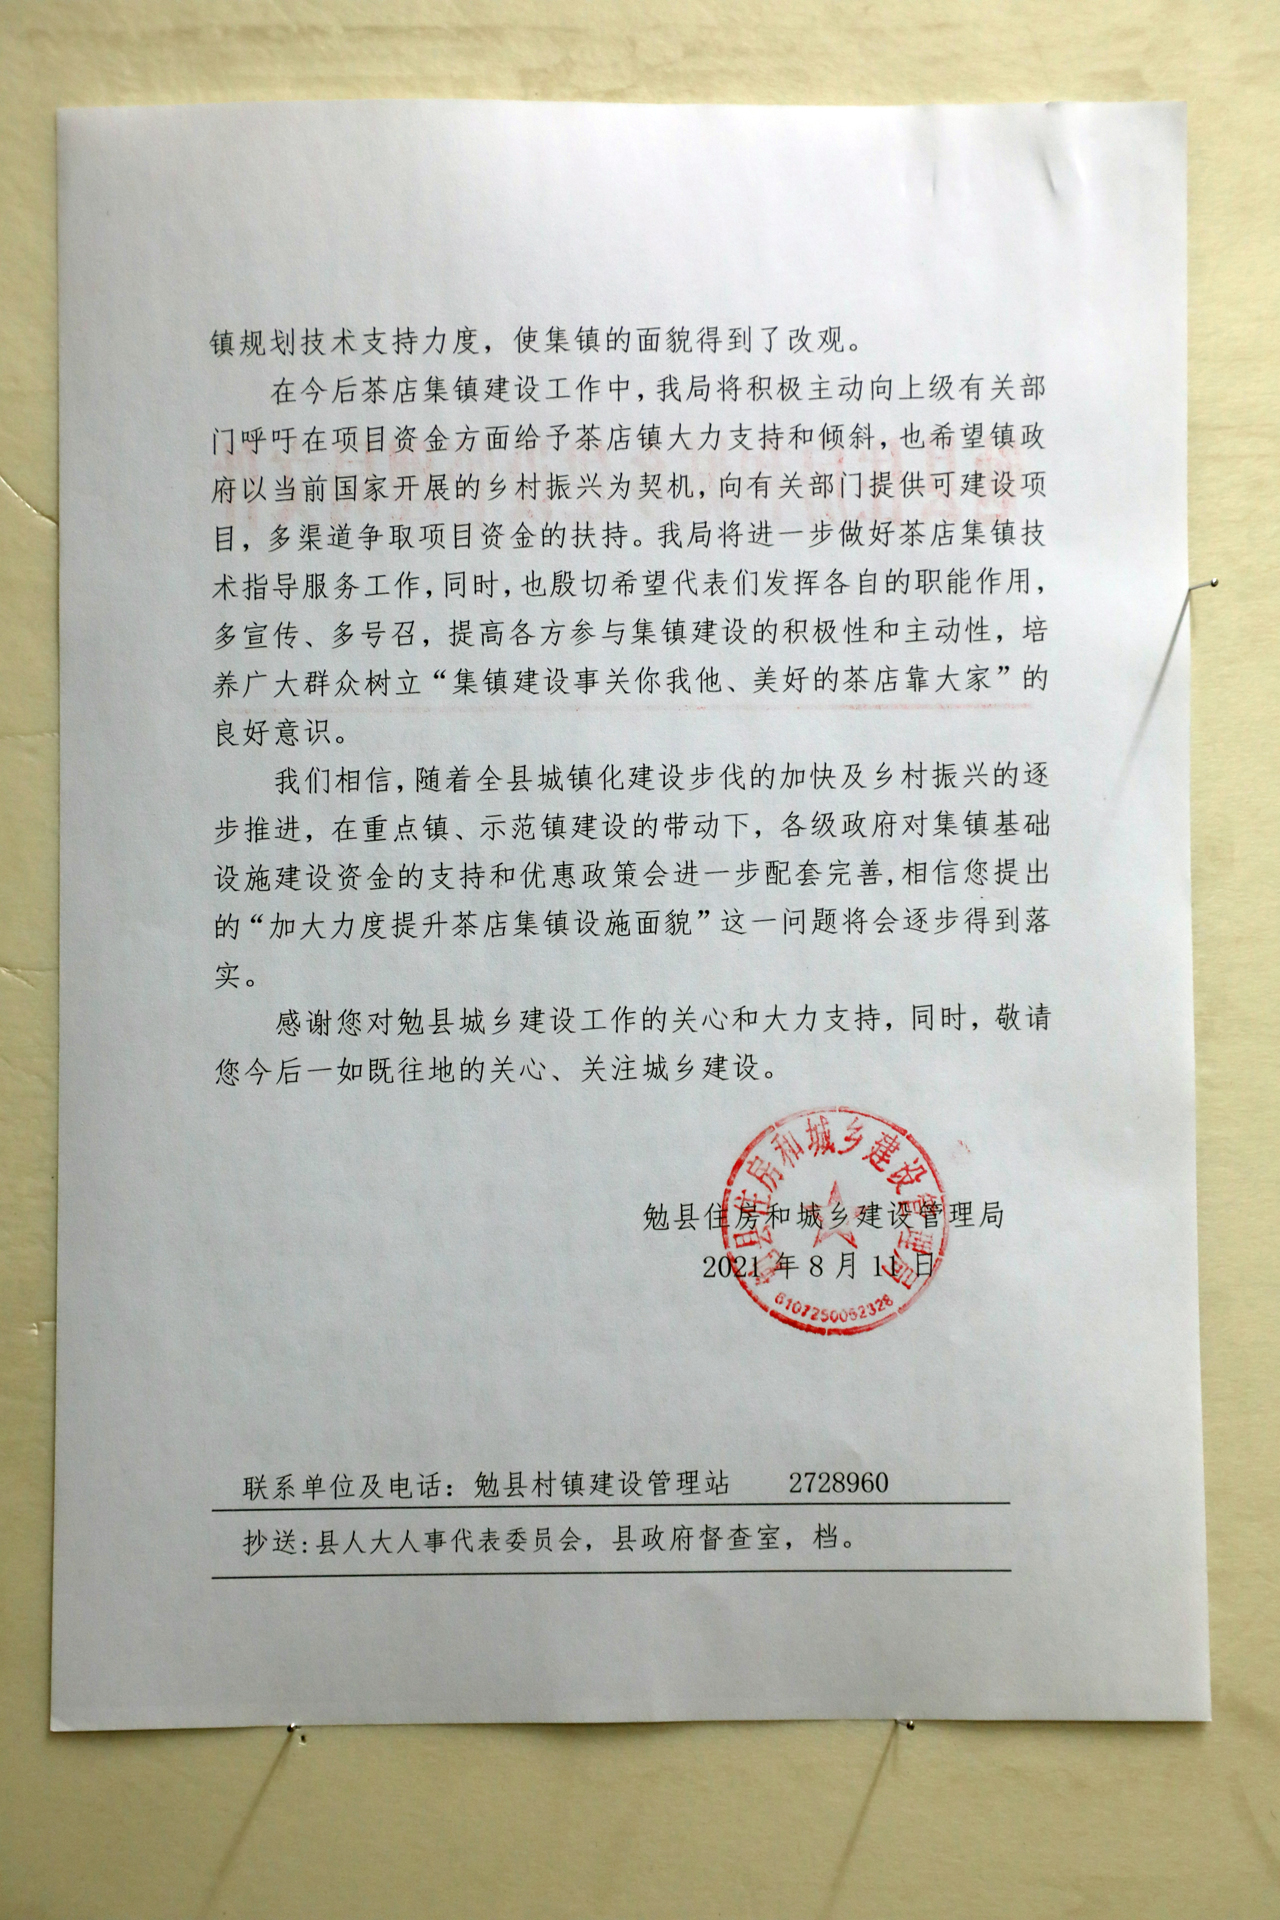 镇规划技术支持力度，使集镇的面貌得到了改观。
在今后茶店集镇建设工作中，我局将积极主动向上级有关部
门呼吁在项目资金方面给予茶店镇大力支持和倾斜，也希望镇政
府以当前国家开展的乡村振兴为契机，向有关部门提供可建设项
目，多渠道争取项目资金的扶持。我局将进一步做好茶店集镇技
术指导服务工作，同时，也殷切希望代表们发挥各自的职能作用，
多宣传、多号召，提高各方参与集镇建设的积极性和主动性，培
养广大群众树立“集镇建设事关你我他、美好的茶店靠大家”的
良好意识。
我们相信，随着全县城镇化建设步伐的加快及乡村振兴的逐
步推进，在重点镇、示范镇建设的带动下，各级政府对集镇基础
设施建设资金的支持和优惠政策会进一步配套完善，相信您提出
的“加大力度提升茶店集镇设施面貌”这一问题将会逐步得到落
实。
感谢您对勉县城乡建设工作的关心和大力支持，同时，敬请
您今后一如既往地的关心、关注城乡建设。
勉县住房和城乡建设管理局
勉县住房和城乡建设管理局
2021年8月11日
6107250062328
联系单位及电话：勉县村镇建设管理站 2728960
抄送：县人大人事代表委员会，县政府督查室，档。